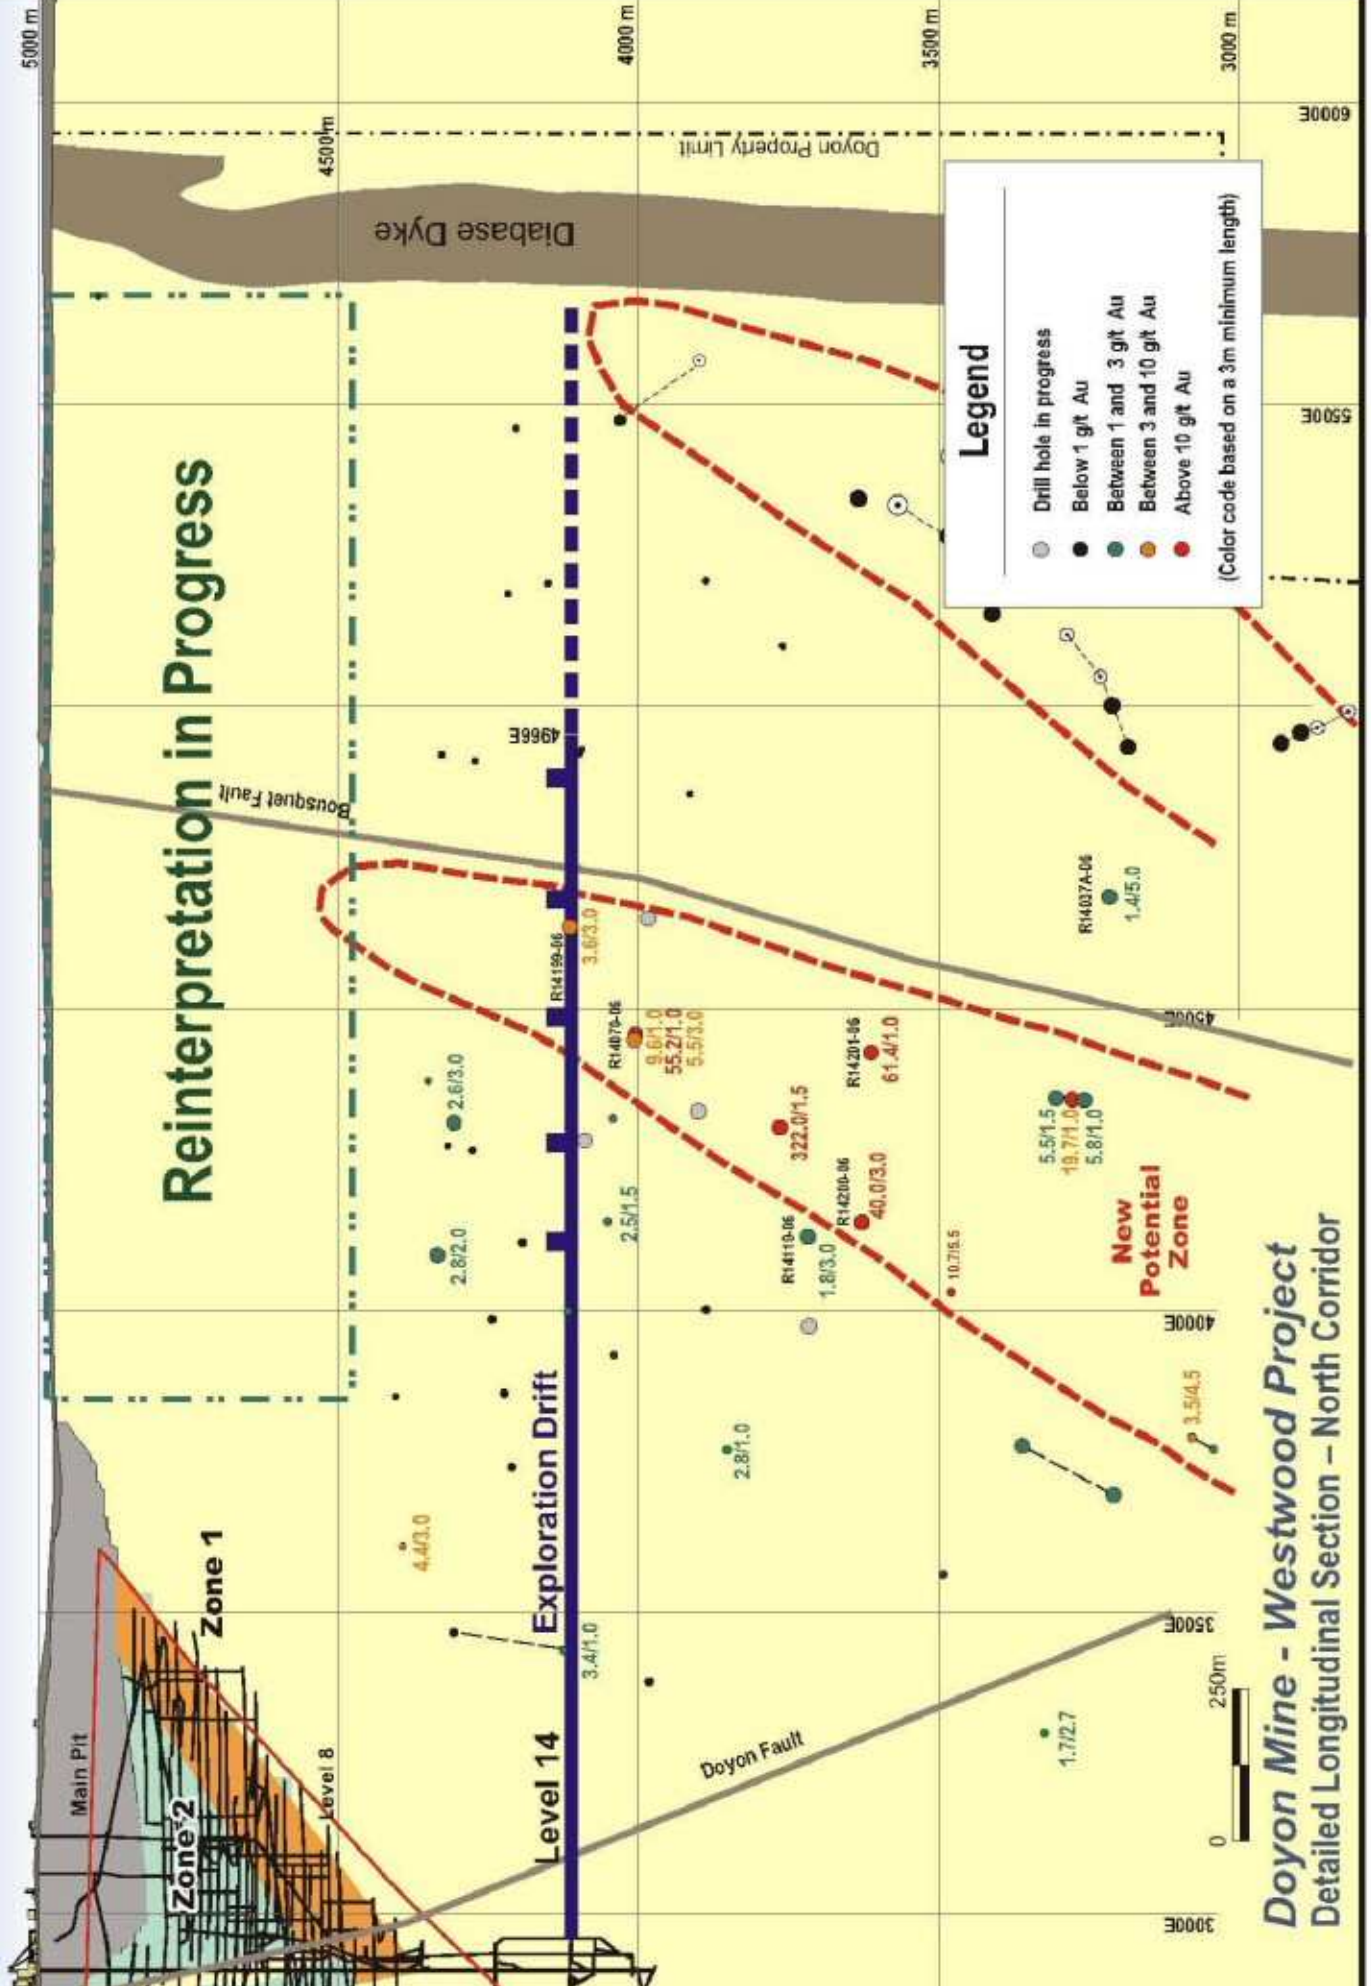 5000 m
4500 m
4000 m
3500 m
3000 m
6000E
5500E
4966E
4500E
4000E
3500E
3000E
Reinterpretation in Progress
Diabase Dyke
Doyon Property Limit
Bousquet Fault
Main Pit
Zone 1
Zone 2
Level 8
Level 14
Exploration Drift
Doyon Fault
4.4/3.0
3.4/1.0
2.8/2.0
2.6/3.0
2.5/1.5
2.8/1.0
1.7/2.7
R14199-06
3.6/3.0
R14070-06
9.6/1.0
55.2/1.0
5.5/3.0
322.0/1.5
R14201-06
61.4/1.0
R14200-06
40.0/3.0
R14119-06
1.8/3.0
3.5/4.5
5.5/1.5
19.7/1.0
5.8/1.0
R14037A-06
1.4/5.0
New
Potential
Zone
Legend
Drill hole in progress
Below 1 g/t Au
Between 1 and 3 g/t Au
Between 3 and 10 g/t Au
Above 10 g/t Au
(Color code based on a 3m minimum length)
0 250m
Doyon Mine - Westwood Project
Detailed Longitudinal Section – North Corridor